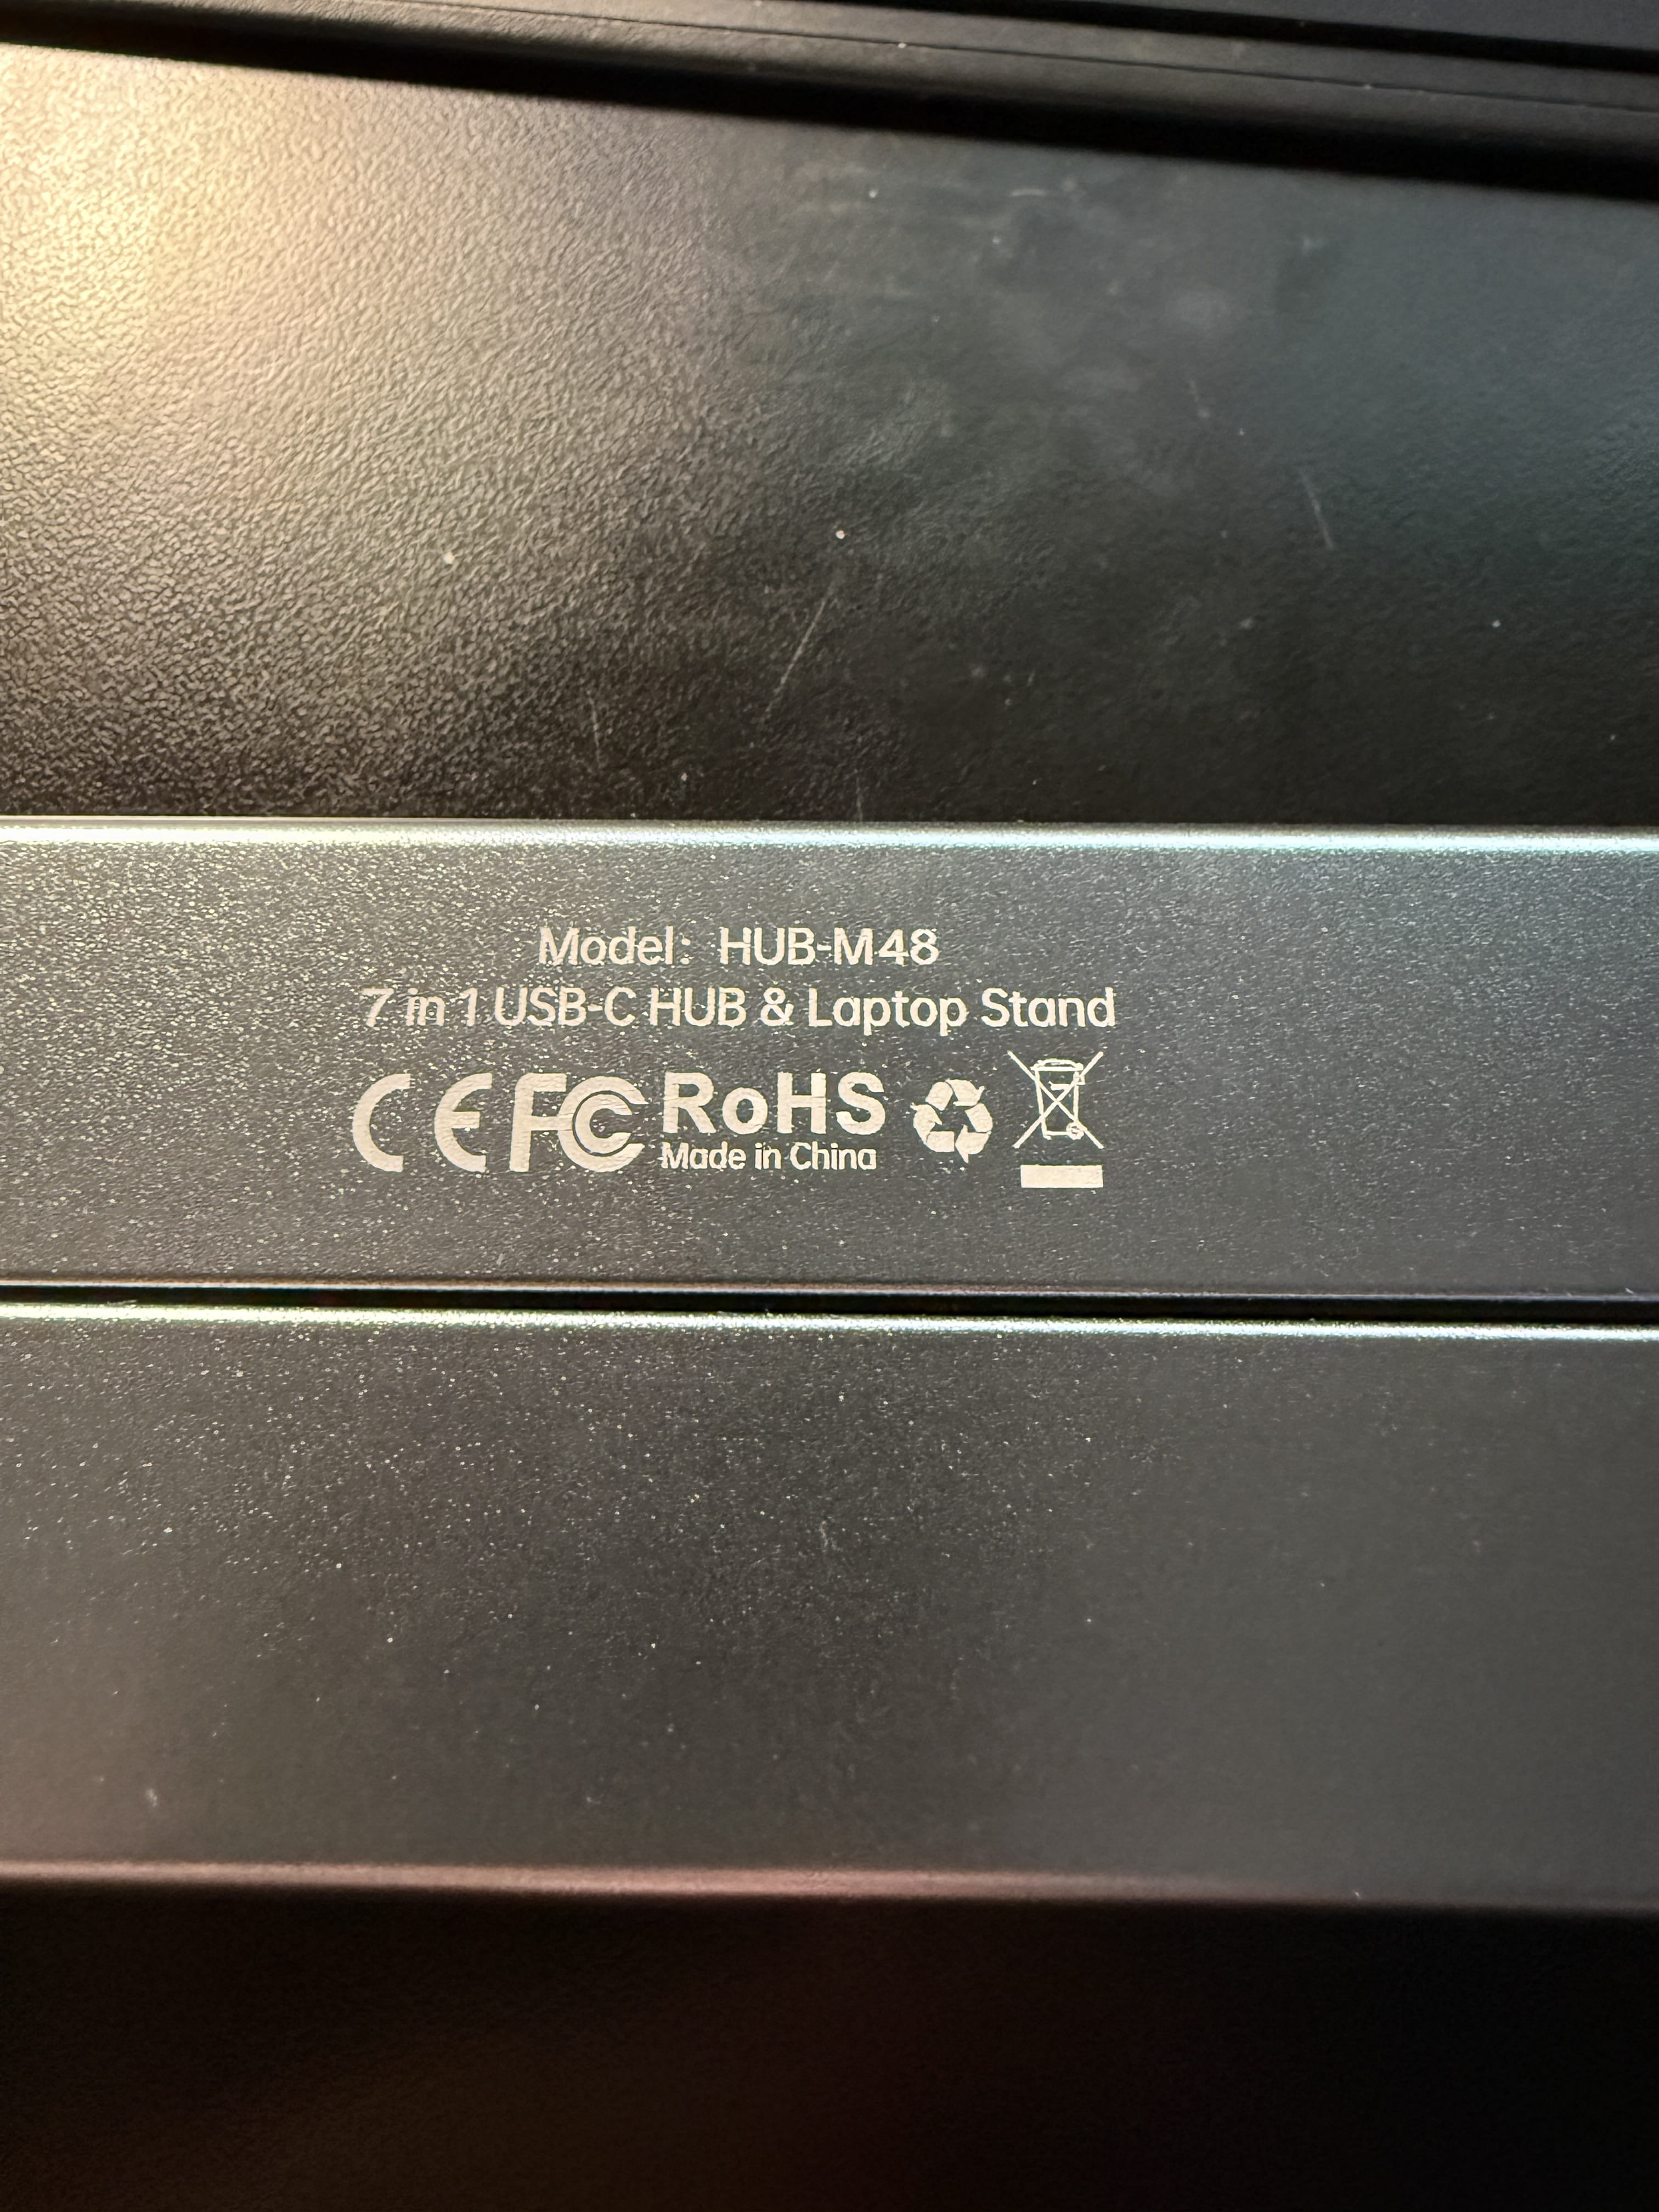 Model: HUB-M48
7 in 1 USB-C HUB & Laptop Stand
CE FC RoHS
Made in China